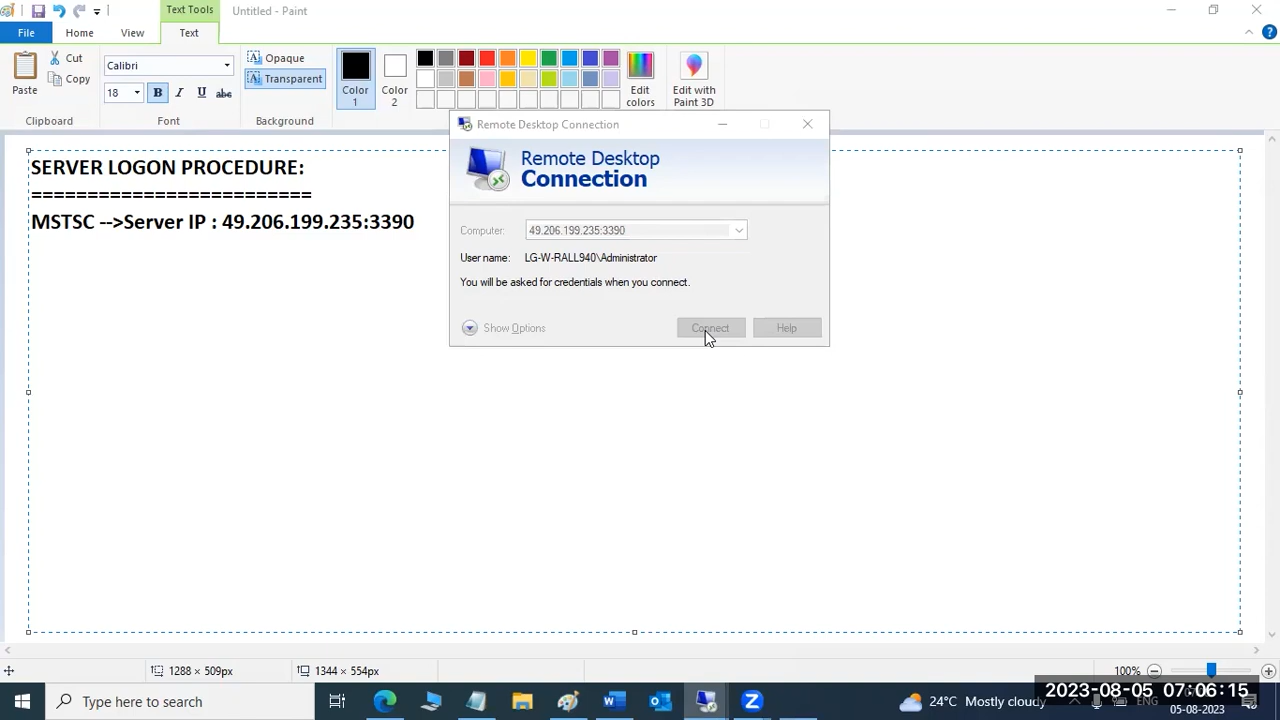 Text Tools
Untitled - Paint
File
Home
View
Text
Paste
Cut
Copy
Calibri
18
B
I
U
abc
Opaque
Transparent
Color 1
Color 2
Edit colors
Edit with Paint 3D
Clipboard
Font
Background
Colors
SERVER LOGON PROCEDURE:
=========================
MSTSC -->Server IP : 49.206.199.235:3390
Remote Desktop Connection
Remote Desktop
Connection
Computer:
49.206.199.235:3390
User name:
LG-W-RALL940\Administrator
You will be asked for credentials when you connect.
Show Options
Connect
Help
1288 × 509px
1344 × 554px
100%
Type here to search
24°C Mostly cloudy
ENG
2023-08-05 07:06:15
05-08-2023